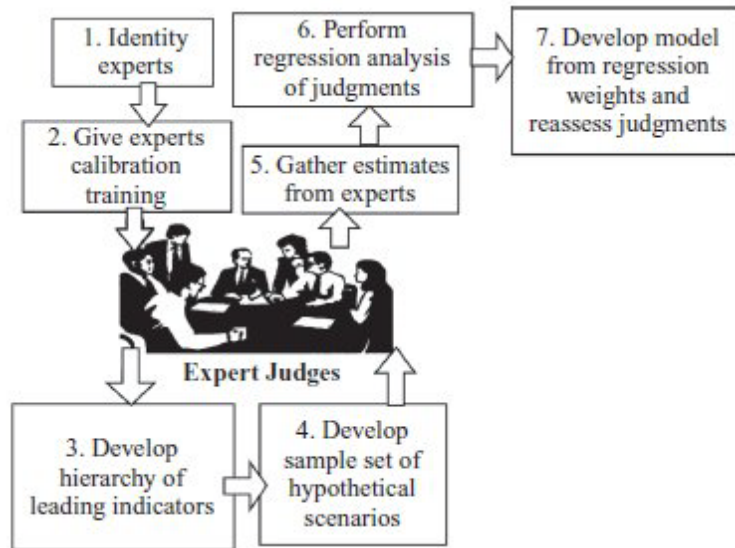 1. Identity
experts
2. Give experts
calibration
training
Expert Judges
3. Develop
hierarchy of
leading indicators
4. Develop
sample set of
hypothetical
scenarios
5. Gather estimates
from experts
6. Perform
regression analysis
of judgments
7. Develop model
from regression
weights and
reassess judgments